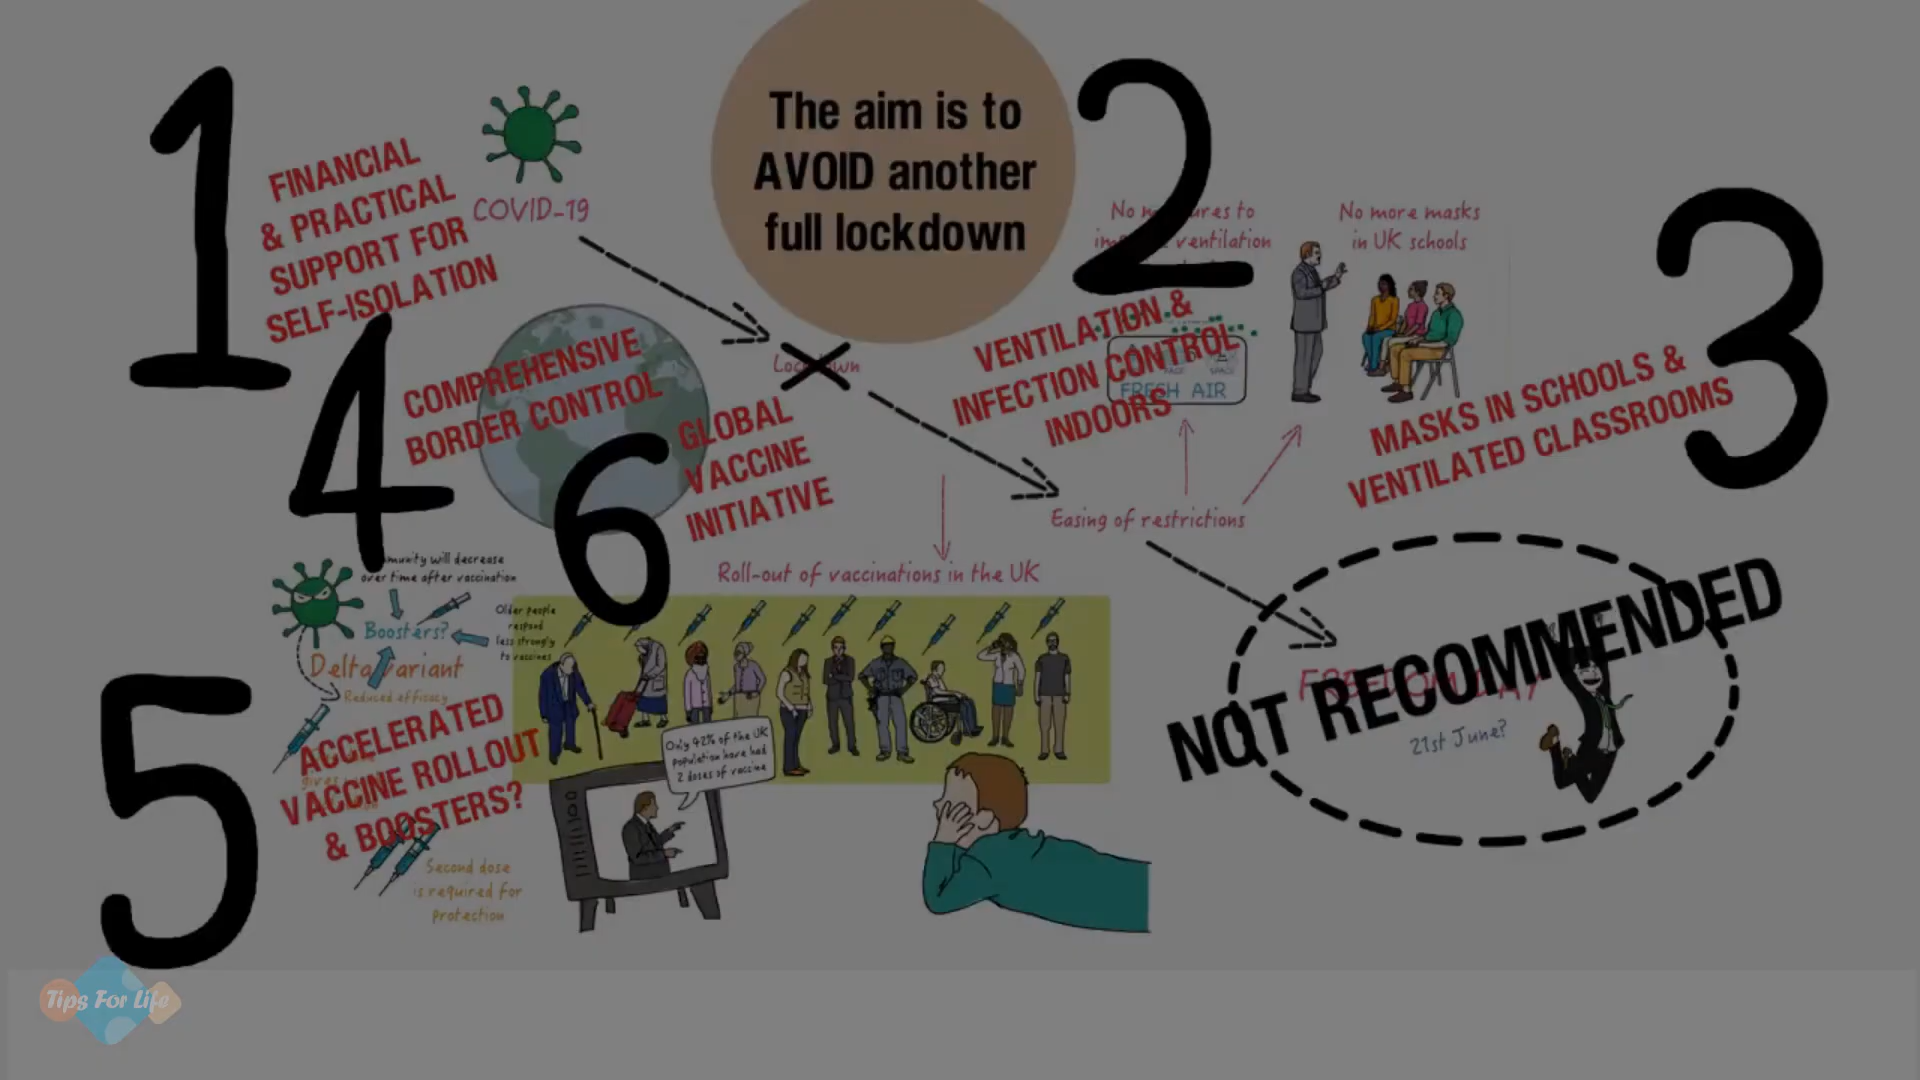 1
FINANCIAL
& PRACTICAL
SUPPORT FOR
SELF-ISOLATION
COVID-19
The aim is to
AVOID another
full lockdown
2
No to
ventilation
No more masks
in UK schools
3
VENTILATION &
INFECTION CONTROL
INDOORS
FRESH AIR
MASKS IN SCHOOLS &
VENTILATED CLASSROOMS
4
COMPREHENSIVE
BORDER CONTROL
6
GLOBAL
VACCINE
INITIATIVE
Easing of restrictions
Roll-out of vaccinations in the UK
will decrease
over time after vaccination
Boosters?
Older people
respond
less strongly
to vaccines
Delta variant
Reduced efficacy
5
ACCELERATED
VACCINE ROLLOUT
& BOOSTERS?
Second dose
is required for
protection
Only 42% of the UK
population have had
2 doses of vaccine
NOT RECOMMENDED
21st June?
Tips For Life